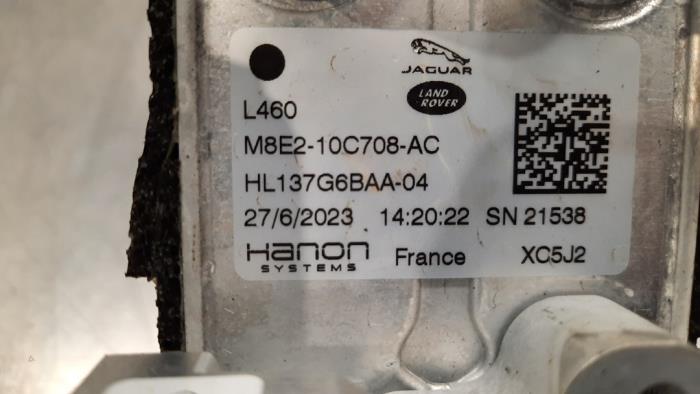 JAGUAR
LAND
ROVER
L460
M8E2-10C708-AC
HL137G6BAA-04
27/6/2023 14:20:22 SN 21538
Hanon
SYSTEMS
France XC5J2